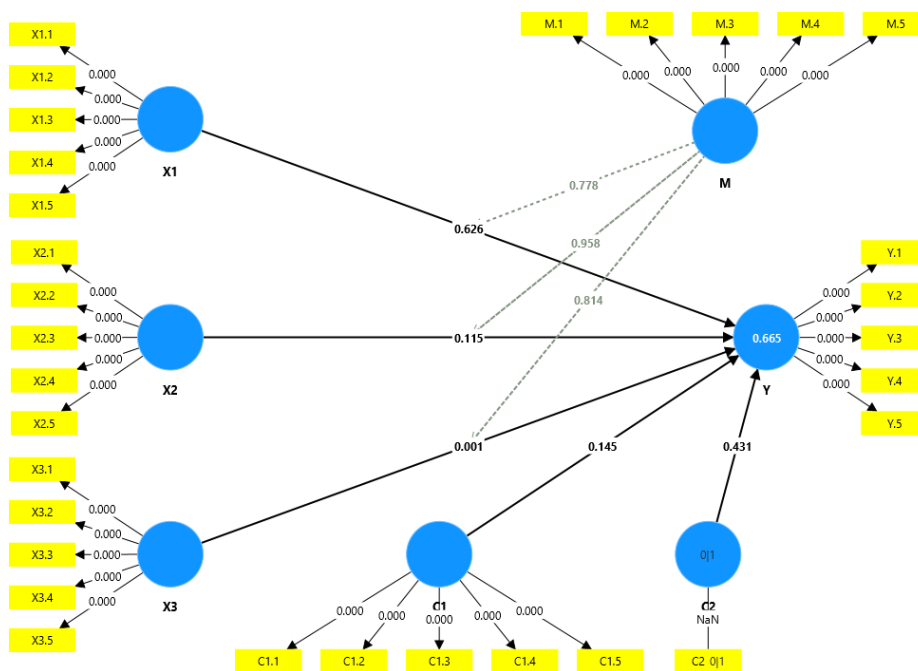 X1.1
X1.2
X1.3
X1.4
X1.5
0.000
0.000
0.000
0.000
0.000
X1
M.1
M.2
M.3
M.4
M.5
0.000
0.000
0.000
0.000
0.000
M
0.778
0.626
0.958
0.814
X2.1
X2.2
X2.3
X2.4
X2.5
0.000
0.000
0.000
0.000
0.000
X2
0.115
0.665
Y
Y.1
Y.2
Y.3
Y.4
Y.5
0.000
0.000
0.000
0.000
0.000
X3.1
X3.2
X3.3
X3.4
X3.5
0.000
0.000
0.000
0.000
0.000
X3
0.001
0.145
0.431
C1
0.000
0.000
0.000
0.000
0.000
C1.1
C1.2
C1.3
C1.4
C1.5
0|1
C2
NaN
C2 0|1